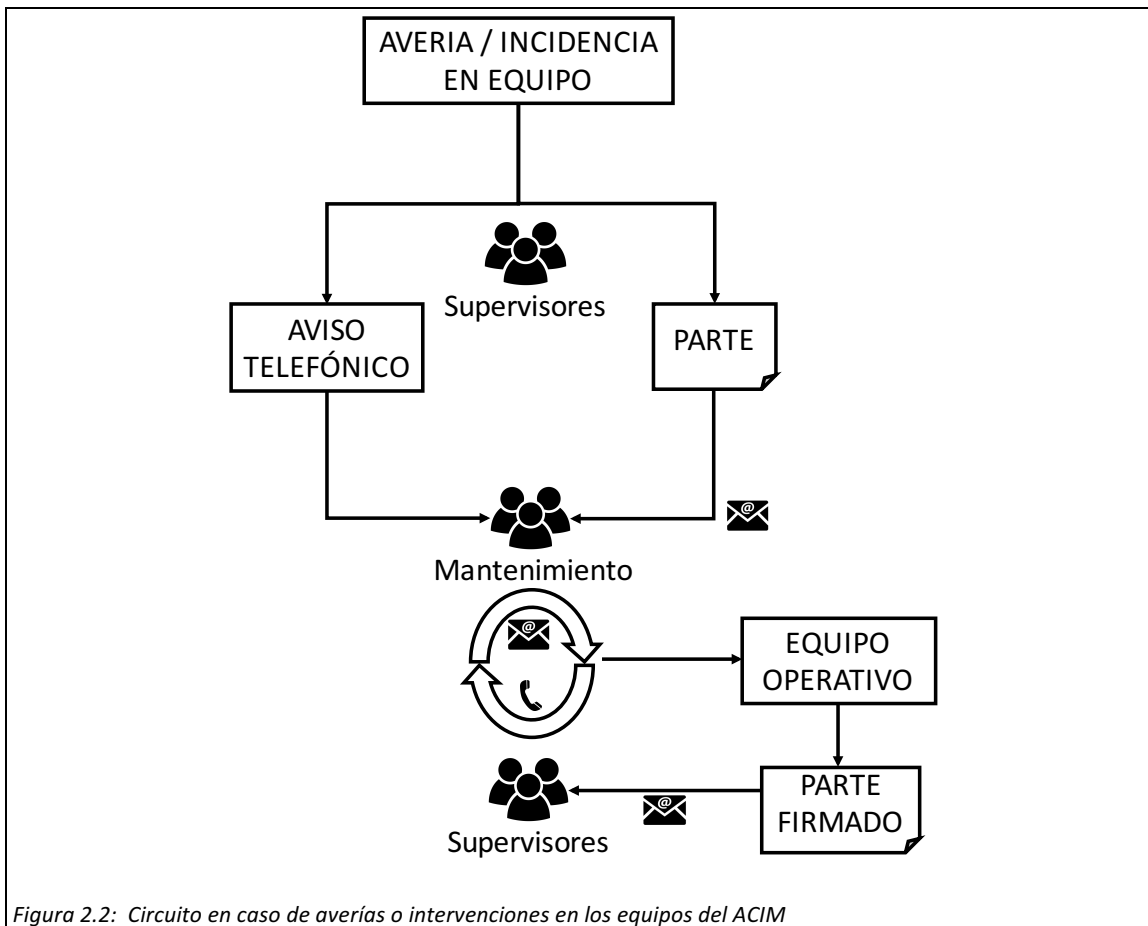 AVERIA / INCIDENCIA
EN EQUIPO
Supervisores
AVISO
TELEFÓNICO
PARTE
@
Mantenimiento
@
EQUIPO
OPERATIVO
PARTE
FIRMADO
@
Supervisores
Figura 2.2: Circuito en caso de averías o intervenciones en los equipos del ACIM